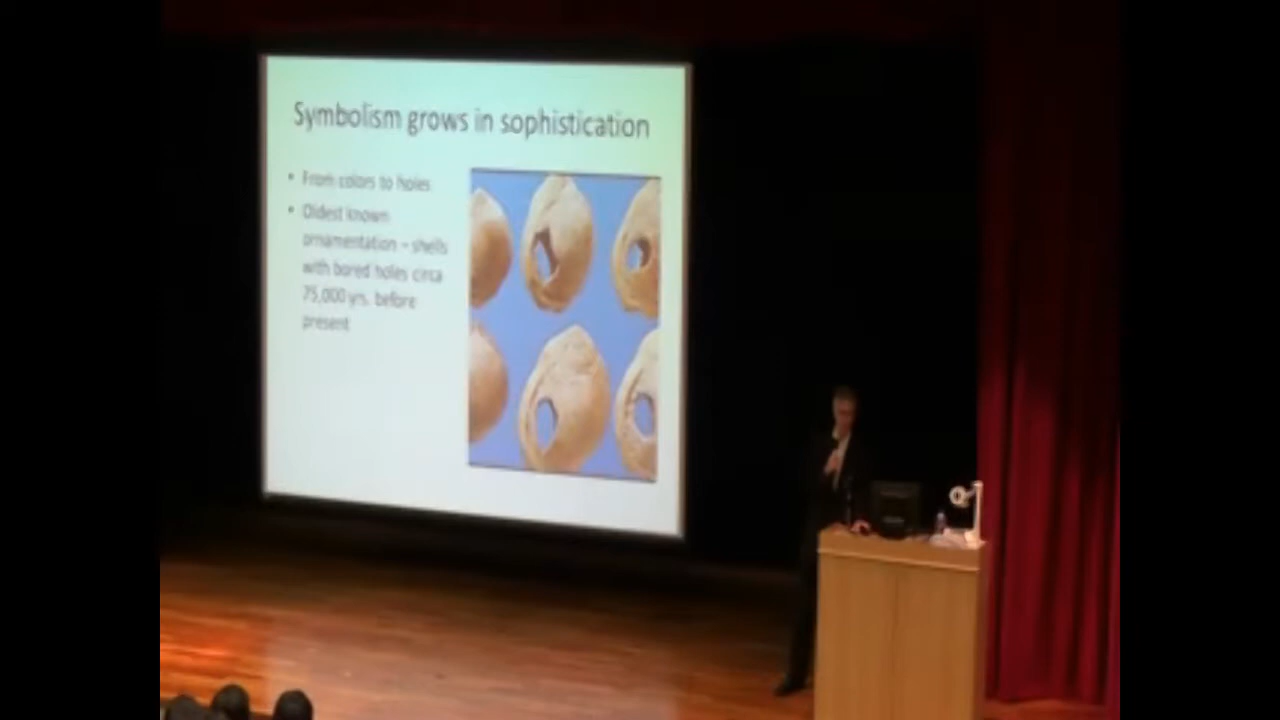 Symbolism grows in sophistication
• From colors to holes
• Oldest known
ornamentation – shells
with bored holes circa
75,000 yrs. before
present